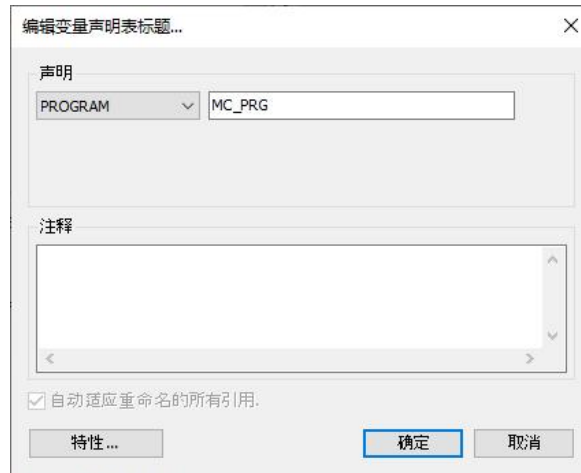 编辑变量声明表标题...
声明
PROGRAM
MC_PRG
注释
自动适应重命名的所有引用.
特性...
确定
取消